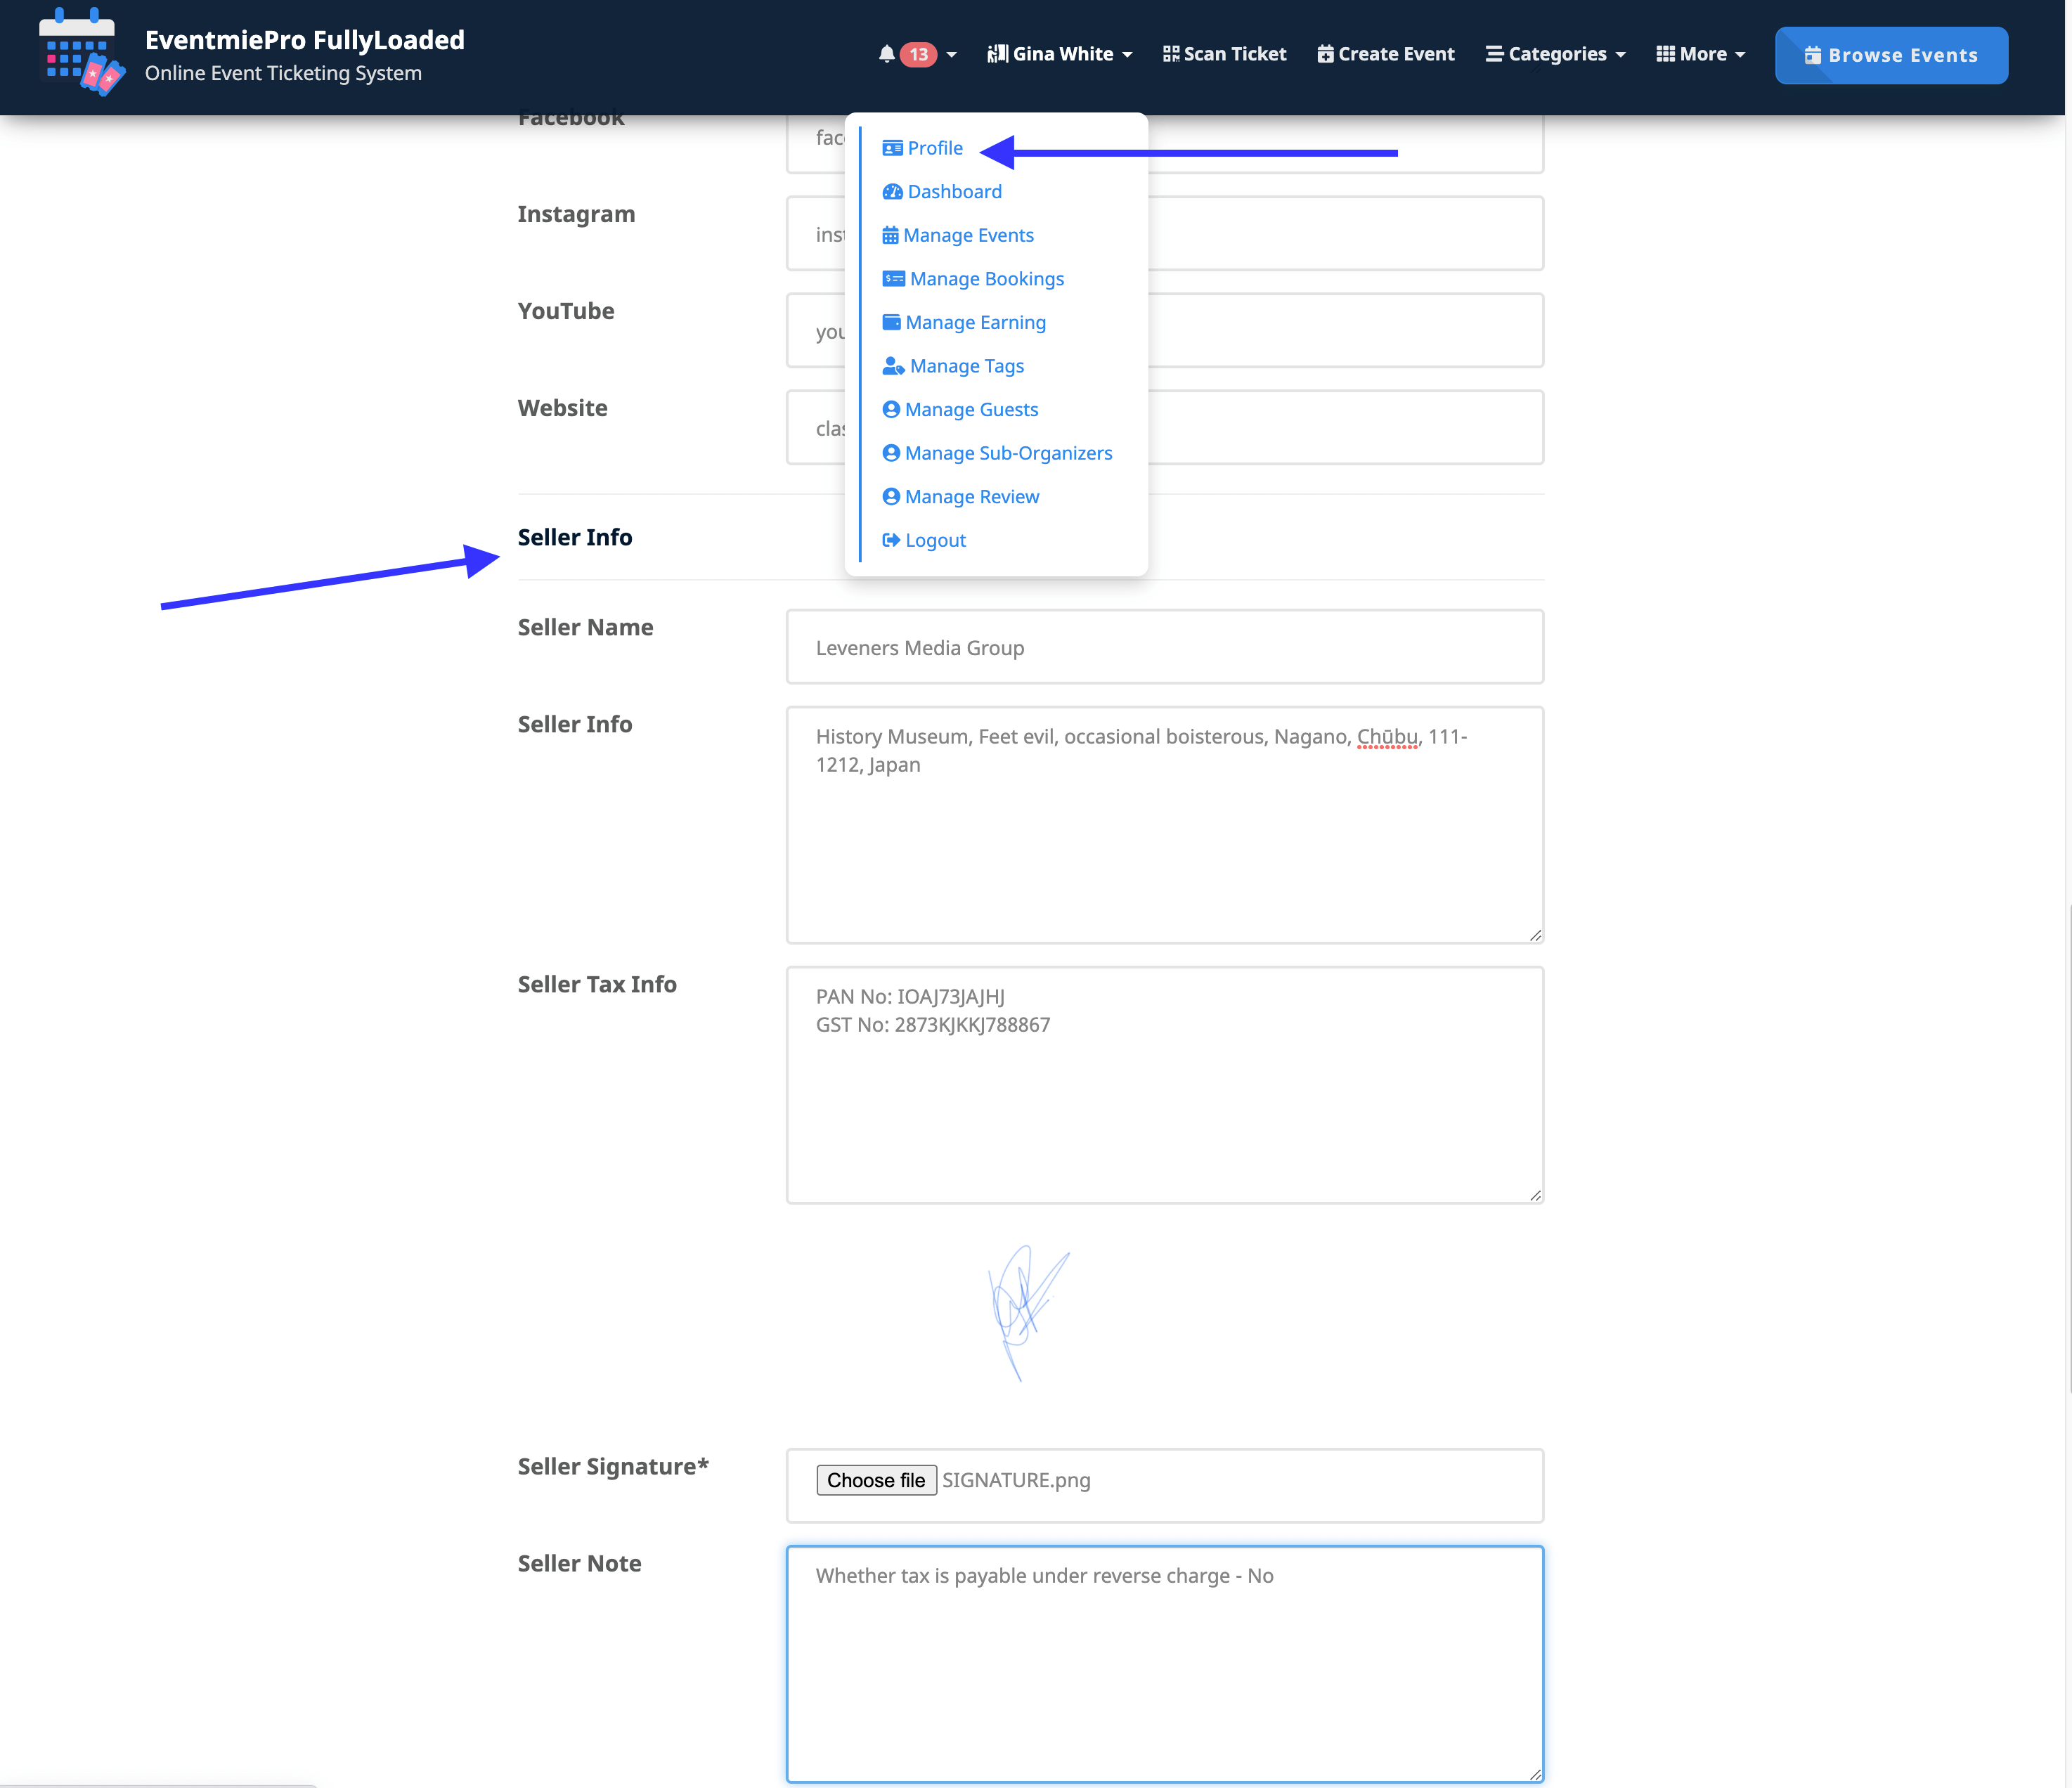 EventmiePro FullyLoaded
Online Event Ticketing System
13
Gina White
Scan Ticket
Create Event
Categories
More
Browse Events
Profile
Dashboard
Manage Events
Manage Bookings
Manage Earning
Manage Tags
Manage Guests
Manage Sub-Organizers
Manage Review
Logout
Facebook
fac
Instagram
ins
YouTube
you
Website
clas
Seller Info
Seller Name
Leveners Media Group
Seller Info
History Museum, Feet evil, occasional boisterous, Nagano, Chūbu, 111-
1212, Japan
Seller Tax Info
PAN No: IOAJ73JAJHJ
GST No: 2873KJKKJ788867
Seller Signature*
Choose file SIGNATURE.png
Seller Note
Whether tax is payable under reverse charge - No